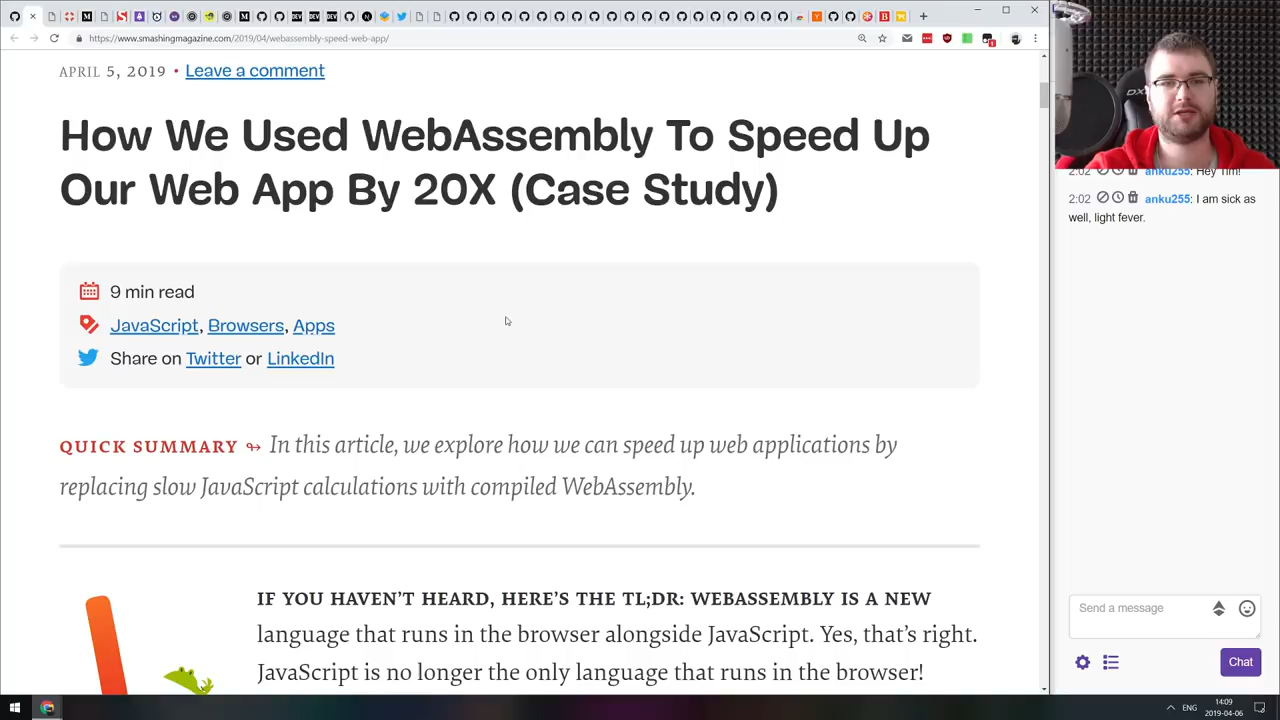 https://www.smashingmagazine.com/2019/04/webassembly-speed-web-app/
APRIL 5, 2019 • Leave a comment
How We Used WebAssembly To Speed Up
Our Web App By 20X (Case Study)
9 min read
JavaScript, Browsers, Apps
Share on Twitter or LinkedIn
QUICK SUMMARY ↬ In this article, we explore how we can speed up web applications by
replacing slow JavaScript calculations with compiled WebAssembly.
IF YOU HAVEN'T HEARD, HERE'S THE TL;DR: WEBASSEMBLY IS A NEW
language that runs in the browser alongside JavaScript. Yes, that's right.
JavaScript is no longer the only language that runs in the browser!
2:02 anku255: Hey Tim!
2:02 anku255: I am sick as
well, light fever.
Send a message
Chat
ENG
14:09
2019-04-06